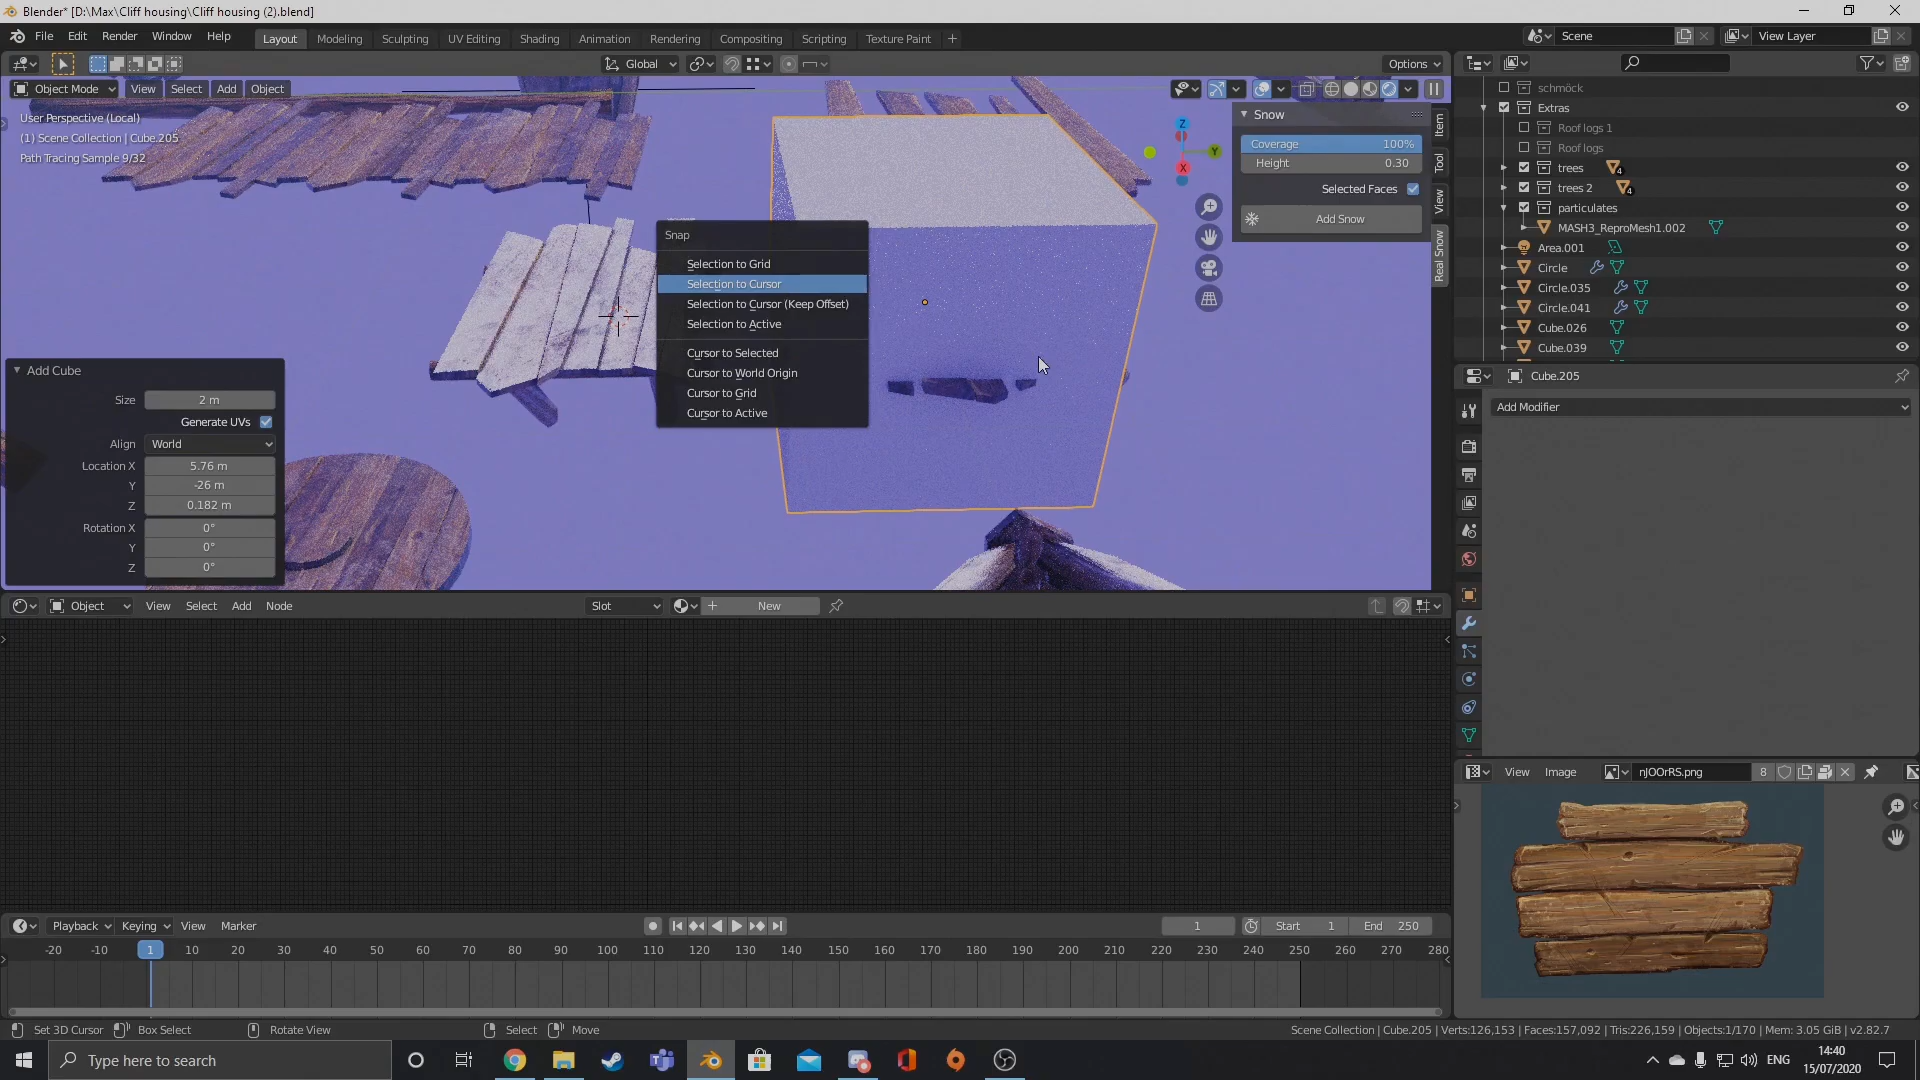 Blender* [D:\Max\Cliff housing\Cliff housing (2).blend]
File Edit Render Window Help
Layout Modeling Sculpting UV Editing Shading Animation Rendering Compositing Scripting Texture Paint
Scene
View Layer
Global
Options
Object Mode View Select Add Object
User Perspective (Local)
(1) Scene Collection | Cube.205
Path Tracing Sample 9/32
Snow
Coverage 100%
Height 0.30
Selected Faces
Add Snow
Item
Tool
View
Real Snow
Z
Y
X
Snap
Selection to Grid
Selection to Cursor
Selection to Cursor (Keep Offset)
Selection to Active
Cursor to Selected
Cursor to World Origin
Cursor to Grid
Cursor to Active
Add Cube
Size 2 m
Generate UVs
Align World
Location X 5.76 m
Y -26 m
Z 0.182 m
Rotation X 0°
Y 0°
Z 0°
schmöck
Extras
Roof logs 1
Roof logs
trees 4
trees 2 4
particulates
MASH3_ReproMesh1.002
Area.001
Circle
Circle.035
Circle.041
Cube.026
Cube.039
Cube.205
Add Modifier
Object View Select Add Node
Slot
New
View Image nJOOrRS.png 8
Playback Keying View Marker
1 Start 1 End 250
-20 -10 1 10 20 30 40 50 60 70 80 90 100 110 120 130 140 150 160 170 180 190 200 210 220 230 240 250 260 270 280
Set 3D Cursor Box Select Rotate View Select Move
Scene Collection | Cube.205 | Verts:126,153 | Faces:157,092 | Tris:226,159 | Objects:1/170 | Mem: 3.05 GiB | v2.82.7
Type here to search
ENG
14:40
15/07/2020